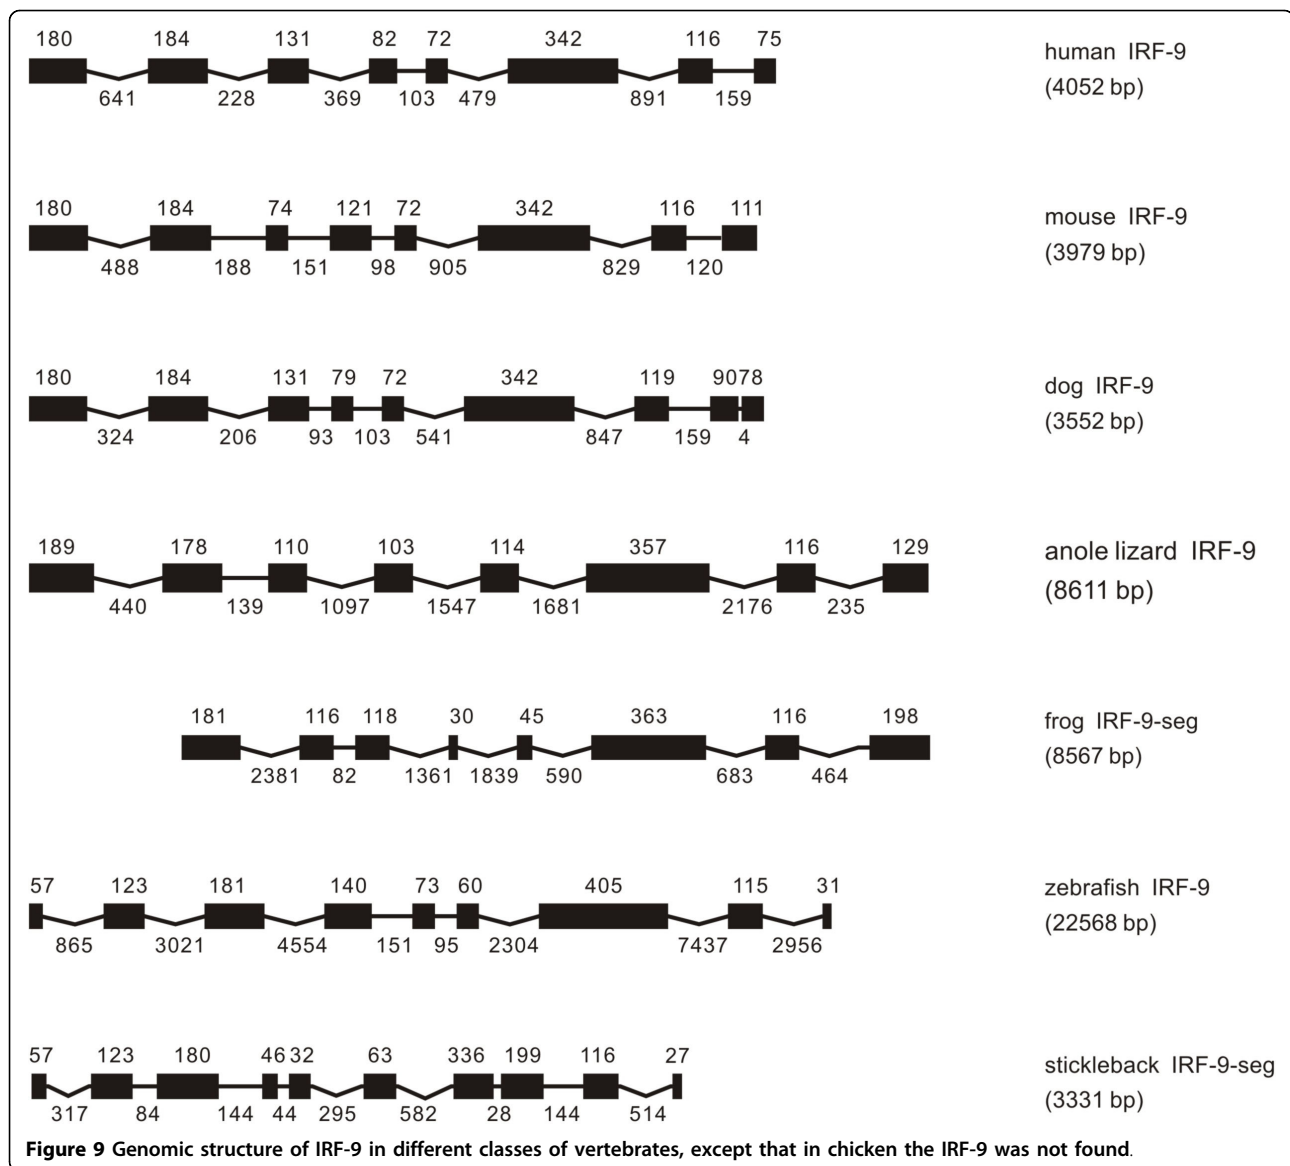 180 184 131 82 72 342 116 75
human IRF-9
(4052 bp)
641 228 369 103 479 891 159
180 184 74 121 72 342 116 111
mouse IRF-9
(3979 bp)
488 188 151 98 905 829 120
180 184 131 79 72 342 119 90 78
dog IRF-9
(3552 bp)
324 206 93 103 541 847 159 4
189 178 110 103 114 357 116 129
anole lizard IRF-9
(8611 bp)
440 139 1097 1547 1681 2176 235
181 116 118 30 45 363 116 198
frog IRF-9-seg
(8567 bp)
2381 82 1361 1839 590 683 464
57 123 181 140 73 60 405 115 31
zebrafish IRF-9
(22568 bp)
865 3021 4554 151 95 2304 7437 2956
57 123 180 46 32 63 336 199 116 27
stickleback IRF-9-seg
(3331 bp)
317 84 144 44 295 582 28 144 514
Figure 9 Genomic structure of IRF-9 in different classes of vertebrates, except that in chicken the IRF-9 was not found.